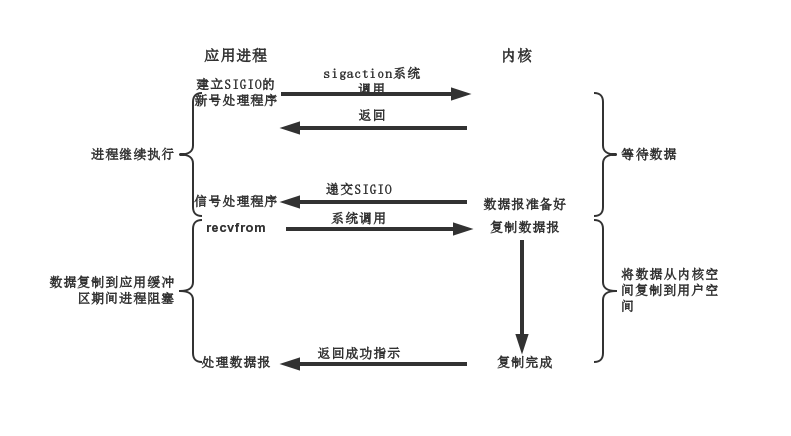 应用进程
内核
建立SIGIO的
新号处理程序
sigaction系统
调用
返回
进程继续执行
等待数据
信号处理程序
递交SIGIO
数据报准备好
recvfrom
系统调用
复制数据报
数据复制到应用缓冲
区期间进程阻塞
将数据从内核空
间复制到用户空
间
处理数据报
返回成功指示
复制完成